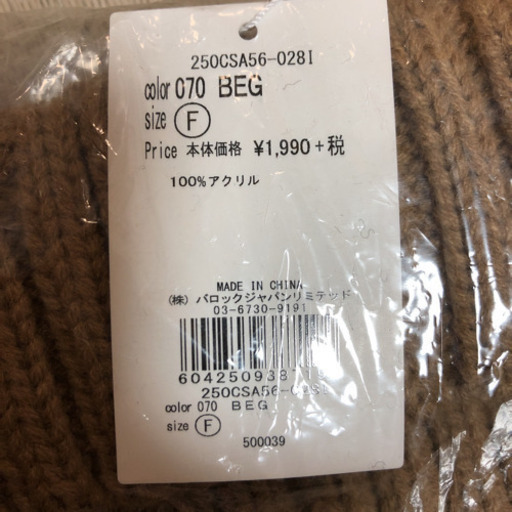 250CSA56-028I
color 070 BEG
size F
Price 本体価格 ¥1,990+税
100%アクリル
MADE IN CHINA
(株) バロックジャパンリミテッド
03-6730-9191
604250938
250CSA56-028I
color 070 BEG
size F
500039